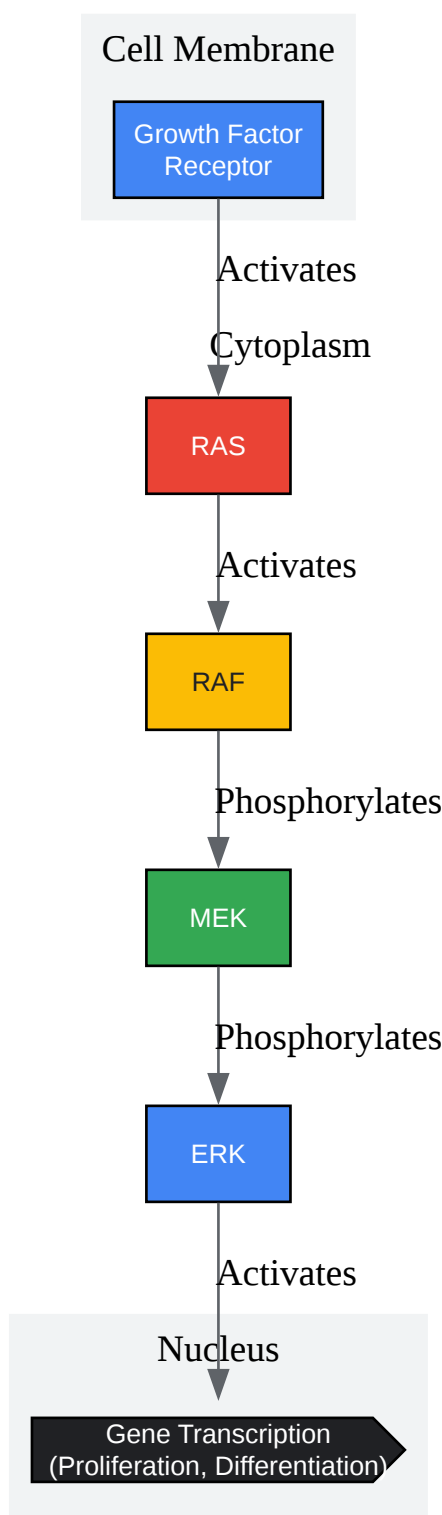 Cell Membrane
Growth Factor
Receptor
Activates
Cytoplasm
RAS
Activates
RAF
Phosphorylates
MEK
Phosphorylates
ERK
Activates
Nucleus
Gene Transcription
(Proliferation, Differentiation)